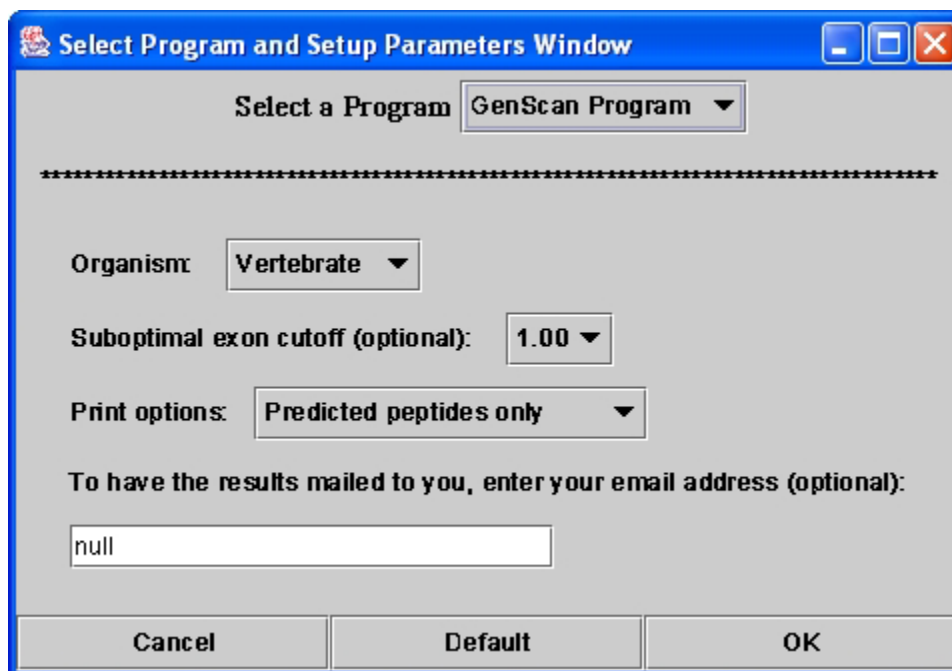 Select Program and Setup Parameters Window
Select a Program GenScan Program
Organism: Vertebrate
Suboptimal exon cutoff (optional): 1.00
Print options: Predicted peptides only
To have the results mailed to you, enter your email address (optional):
null
Cancel Default OK